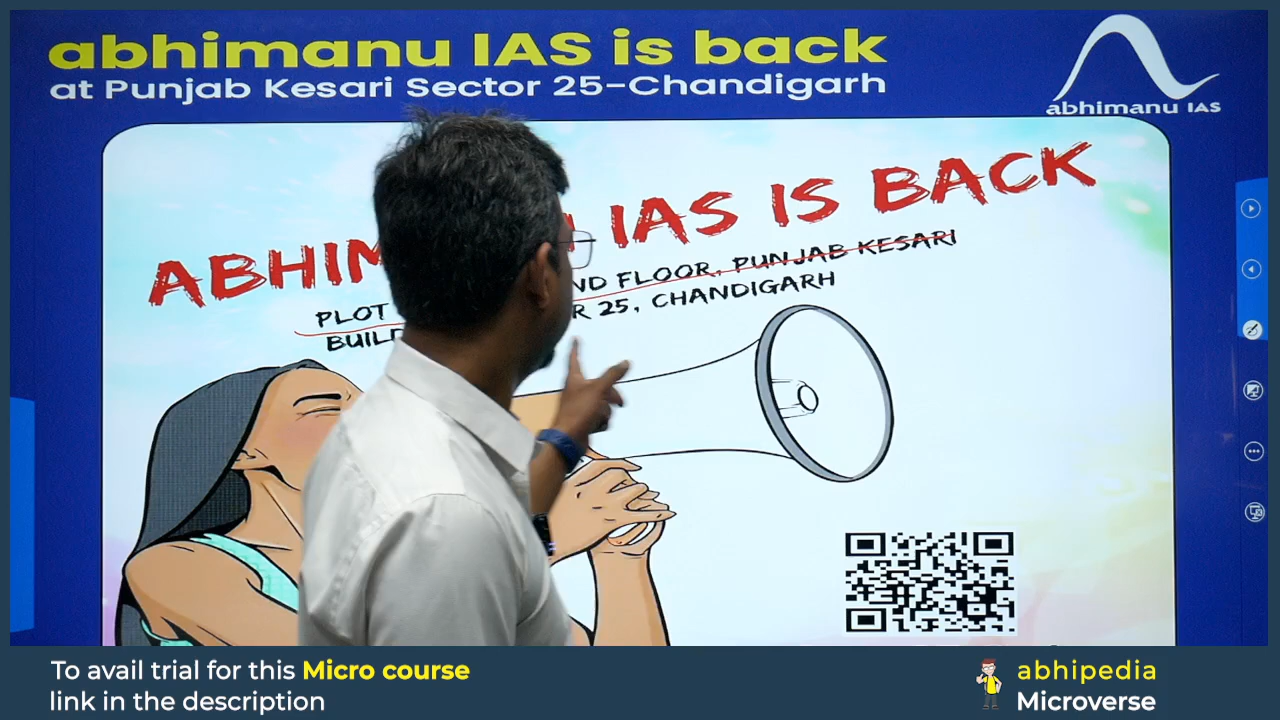 abhimanu IAS is back
at Punjab Kesari Sector 25-Chandigarh
abhimanu IAS
IAS IS BACK
PLOT ND FLOOR, PUNJAB KESARI
25, CHANDIGARH
To avail trial for this Micro course
link in the description
abhipedia
Microverse